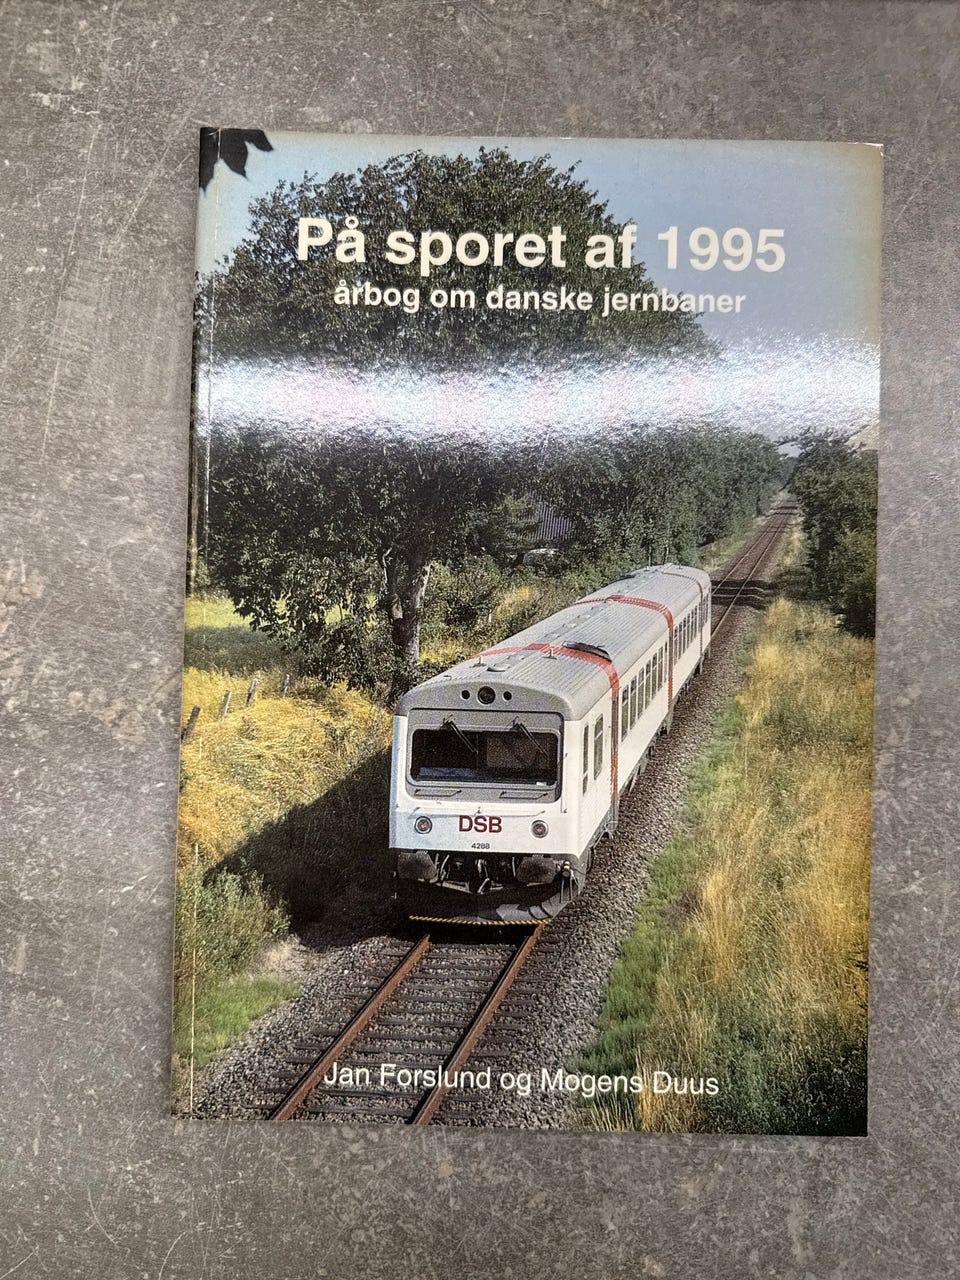 På sporet af 1995
årbog om danske jernbaner
DSB
4288
Jan Forslund og Mogens Duus